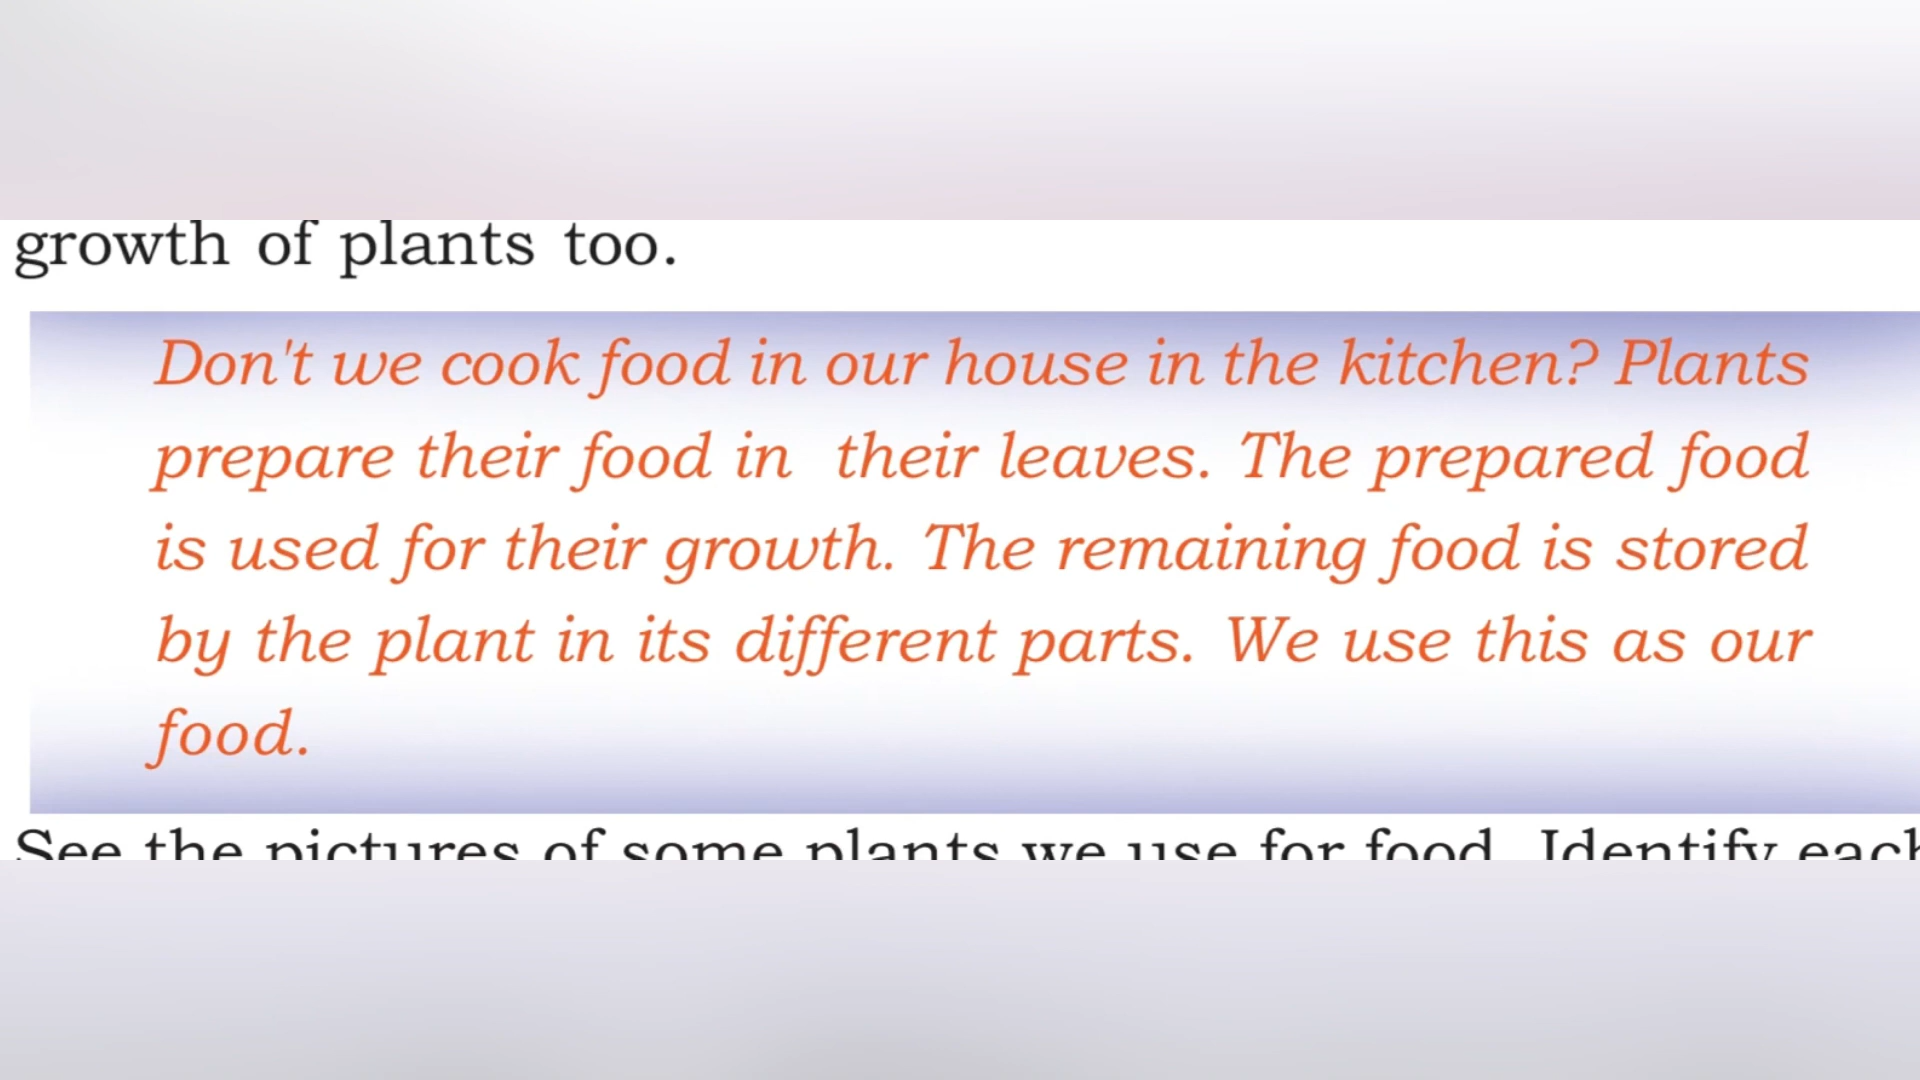 growth of plants too.
Don't we cook food in our house in the kitchen? Plants
prepare their food in their leaves. The prepared food
is used for their growth. The remaining food is stored
by the plant in its different parts. We use this as our
food.
See the pictures of some plants we use for food. Identify each